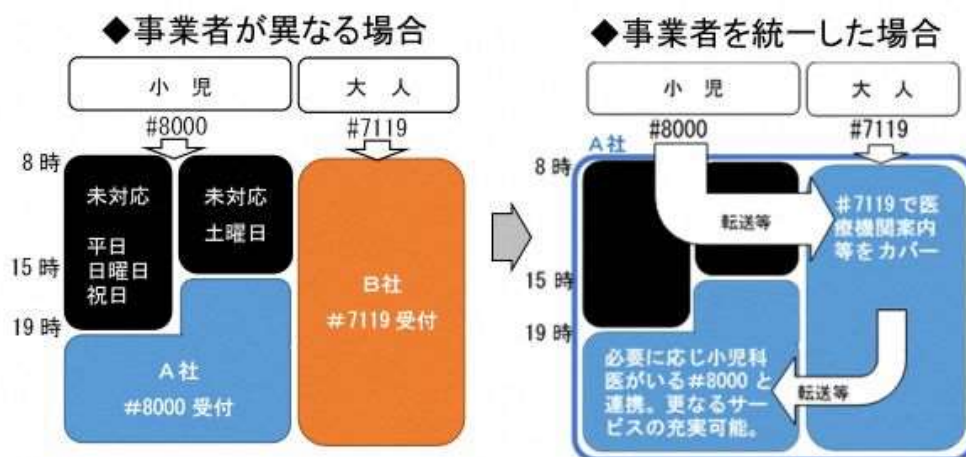 ◆事業者が異なる場合
小 児
大 人
#8000
#7119
8時
15時
19時
未対応
平日
日曜日
祝日
未対応
土曜日
A社
#8000 受付
B社
#7119 受付
◆事業者を統一した場合
小 児
大 人
#8000
#7119
A社
8時
15時
19時
転送等
#7119で医
療機関案内
等をカバー
必要に応じ小児科
医がいる#8000と
連携。更なるサー
ビスの充実可能。
転送等